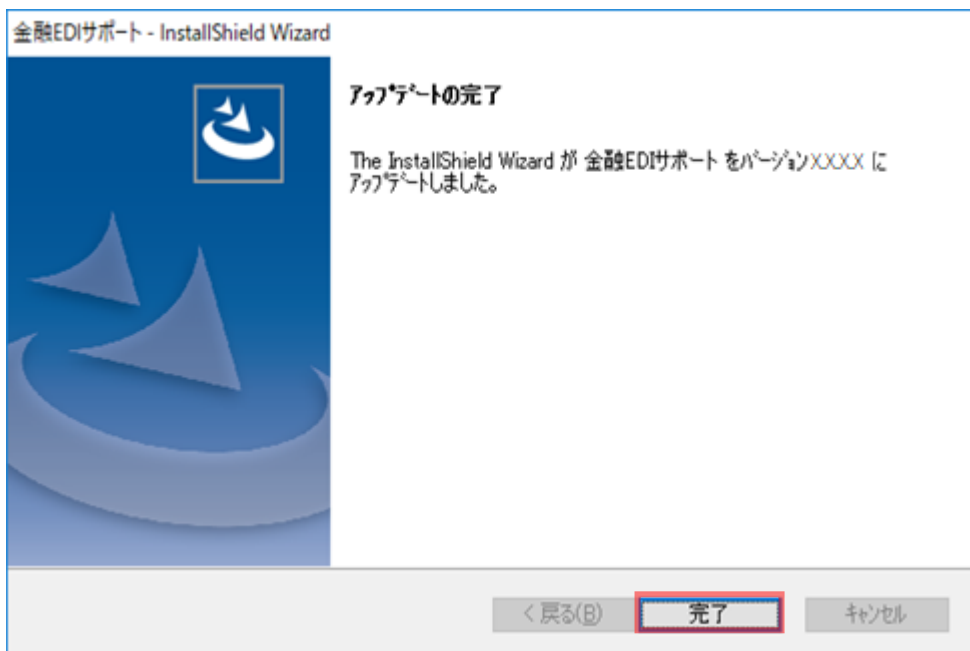 金融EDIサポート - InstallShield Wizard
アップデートの完了
The InstallShield Wizard が 金融EDIサポート をバージョンXXXX に
アップデートしました。
< 戻る(B)
完了
キャンセル